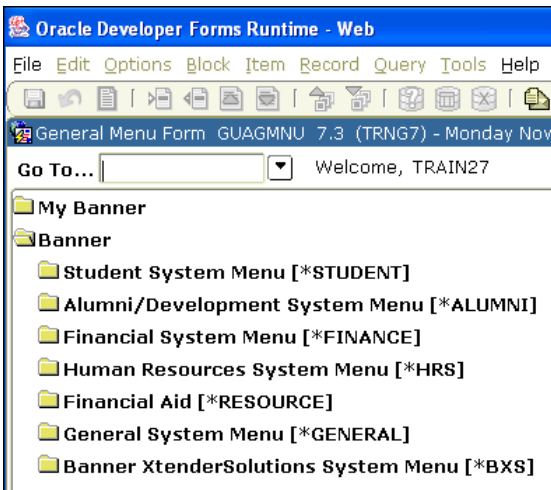 Oracle Developer Forms Runtime - Web
File Edit Options Block Item Record Query Tools Help
General Menu Form GUAGMNU 7.3 (TRNG7) - Monday Nov
Go To... Welcome, TRAIN27
My Banner
Banner
Student System Menu [*STUDENT]
Alumni/Development System Menu [*ALUMNI]
Financial System Menu [*FINANCE]
Human Resources System Menu [*HRS]
Financial Aid [*RESOURCE]
General System Menu [*GENERAL]
Banner XtenderSolutions System Menu [*BXS]